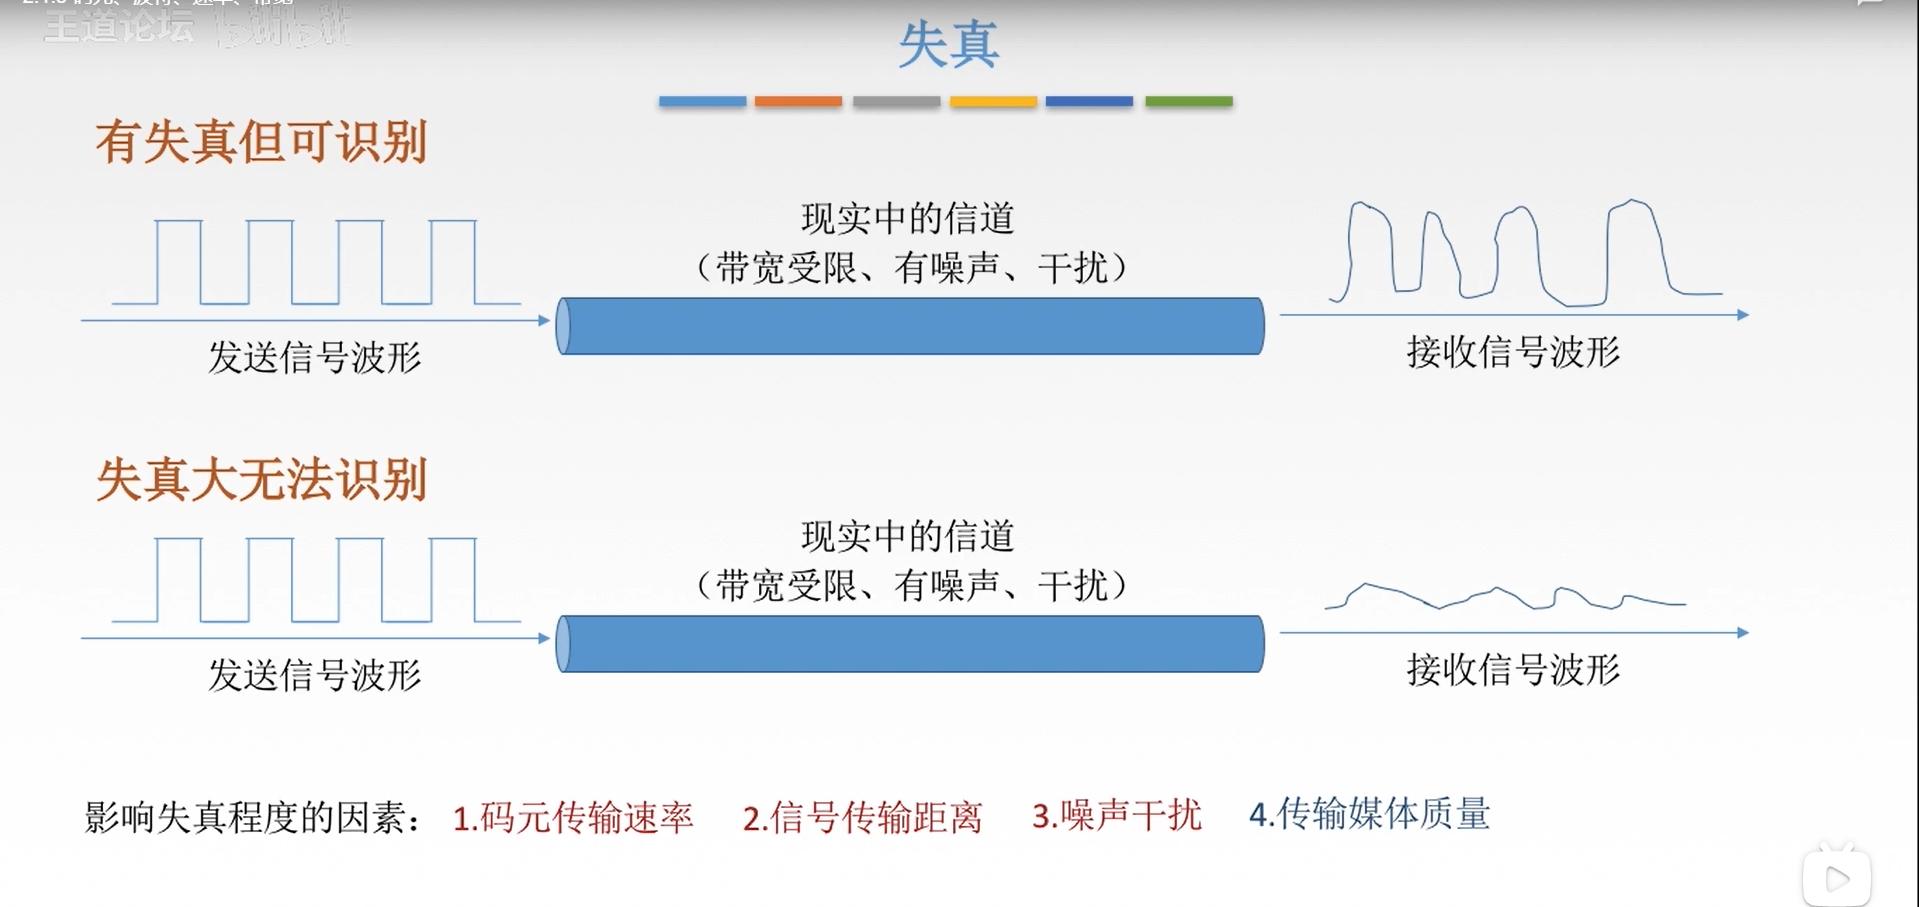 王道论坛 bilibili
失真
有失真但可识别
现实中的信道
（带宽受限、有噪声、干扰）
发送信号波形
接收信号波形
失真大无法识别
现实中的信道
（带宽受限、有噪声、干扰）
发送信号波形
接收信号波形
影响失真程度的因素： 1.码元传输速率 2.信号传输距离 3.噪声干扰 4.传输媒体质量